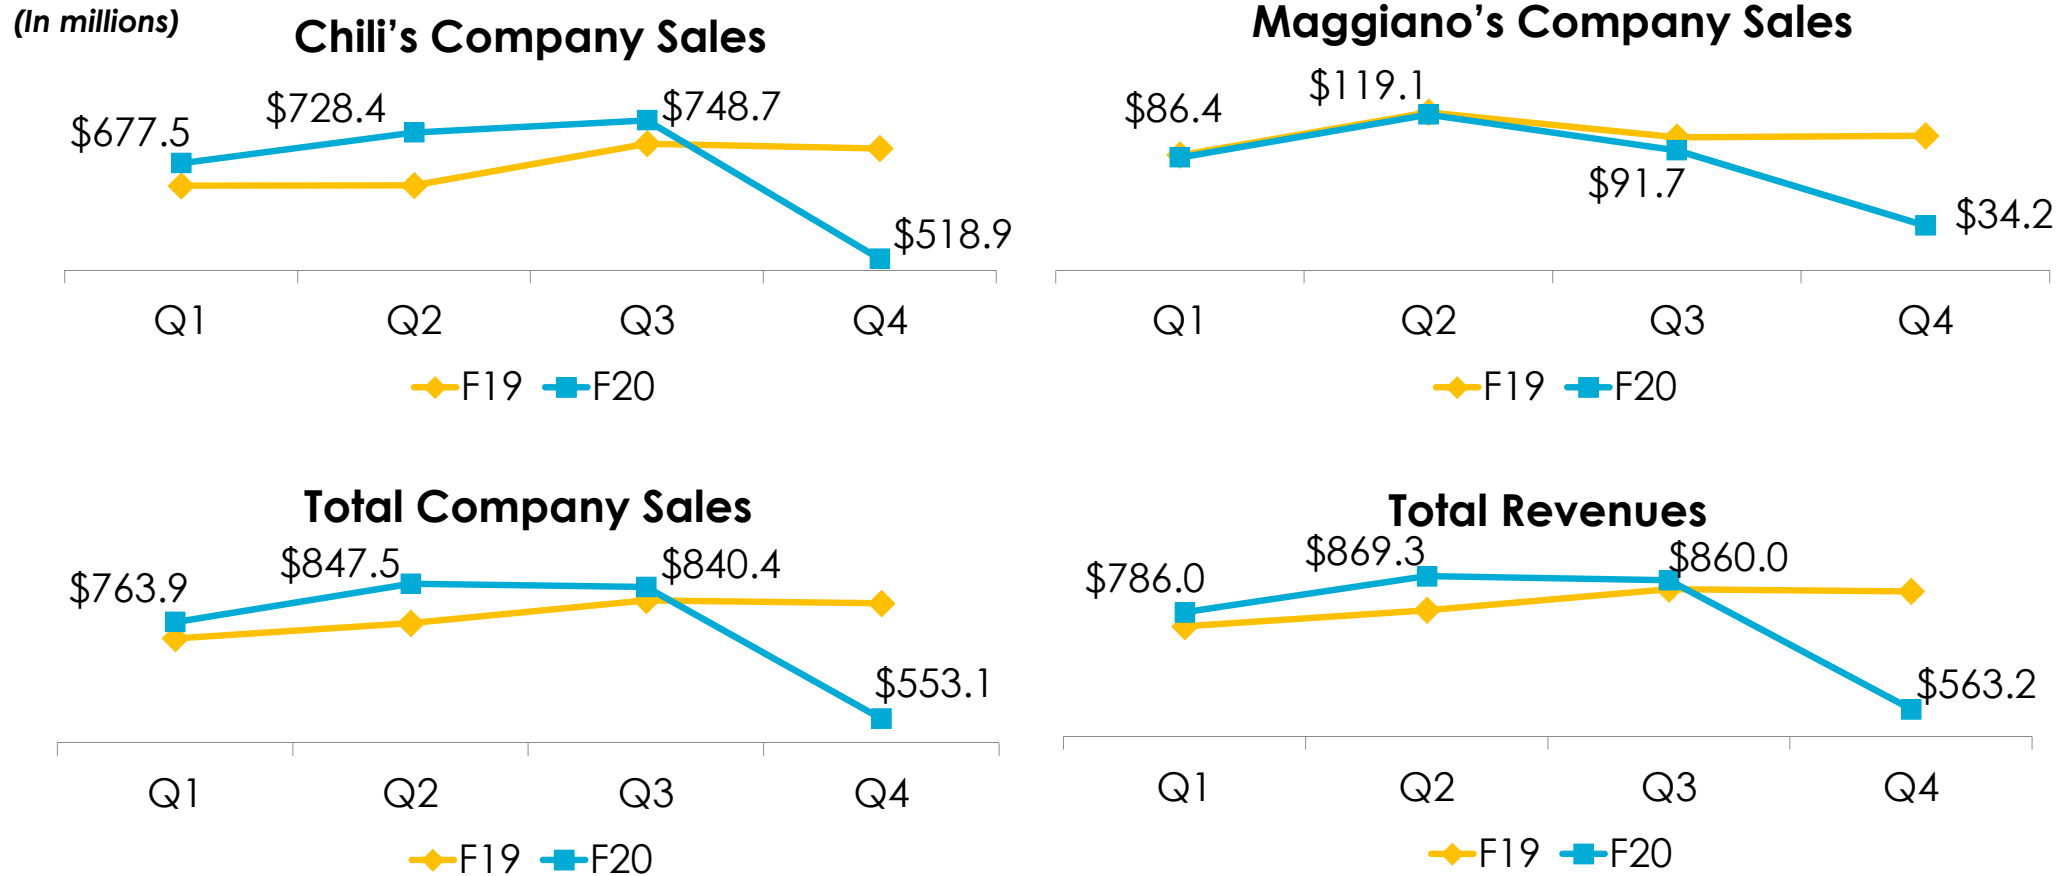 (In millions)
Chili's Company Sales
$677.5
$728.4
$748.7
$518.9
Q1 Q2 Q3 Q4
F19 F20
Maggiano's Company Sales
$86.4
$119.1
$91.7
$34.2
Q1 Q2 Q3 Q4
F19 F20
Total Company Sales
$763.9
$847.5
$840.4
$553.1
Q1 Q2 Q3 Q4
F19 F20
Total Revenues
$786.0
$869.3
$860.0
$563.2
Q1 Q2 Q3 Q4
F19 F20